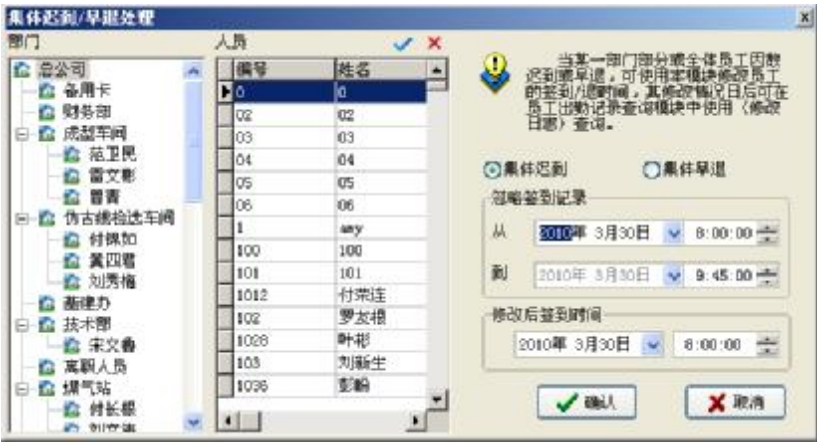 集体迟到/早退处理
部门
总公司
备用卡
财务部
成型车间
范卫民
雷文彬
曾青
仿古线检选车间
付锦如
冀四君
刘秀梅
基建办
技术部
宋文春
离职人员
煤气站
付长根
人员
编号 姓名
0 0
02 02
03 03
04 04
05 05
06 06
1 amy
100 100
101 101
1012 付荣连
102 罗友根
1028 叶彬
103 刘新生
1036 彭盼
当某一部门部分或全体员工因数
迟到或早退，可使用本模块修改员工
的签到/退时间，其修改情况日后可在
员工出勤记录查询模块中使用（修改
日志）查询。
集体迟到 集体早退
忽略签到记录
从 2010年 3月30日 8:00:00
到 2010年 3月30日 9:45:00
修改后签到时间
2010年 3月30日 8:00:00
确认 取消